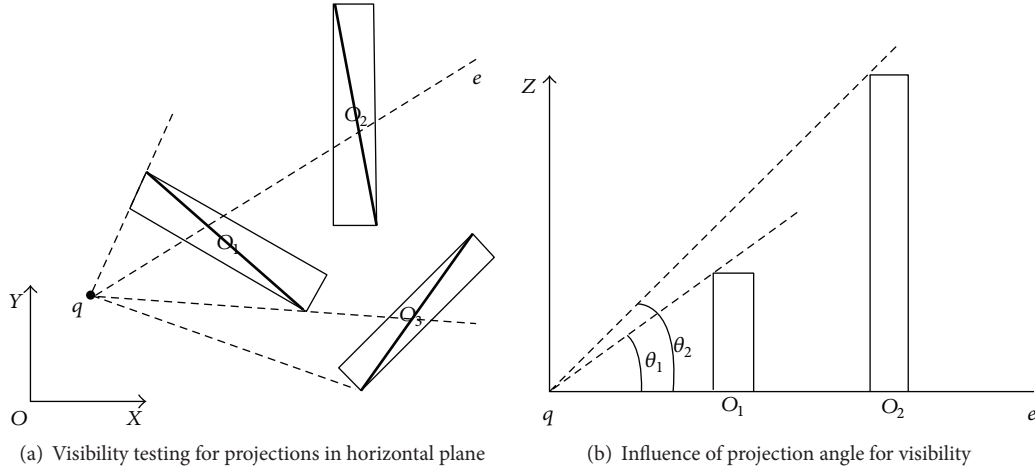 O₂
e
O₁
q
O₃
Y
O
X
(a) Visibility testing for projections in horizontal plane
Z
θ₁
θ₂
q
O₁
O₂
e
(b) Influence of projection angle for visibility